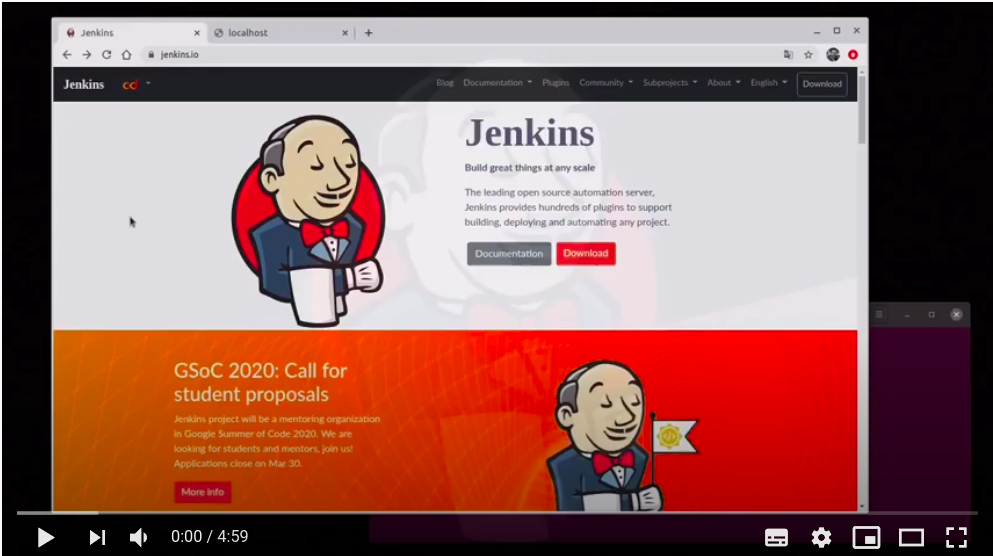 Jenkins
localhost
jenkins.io
Jenkins cd Blog Documentation Plugins Community Subprojects About English Download
Jenkins
Build great things at any scale
The leading open source automation server,
Jenkins provides hundreds of plugins to support
building, deploying and automating any project.
Documentation Download
GSoC 2020: Call for
student proposals
Jenkins project will be a mentoring organization
in Google Summer of Code 2020. We are
looking for students and mentors, join us!
Applications close on Mar 30.
More info
0:00 / 4:59